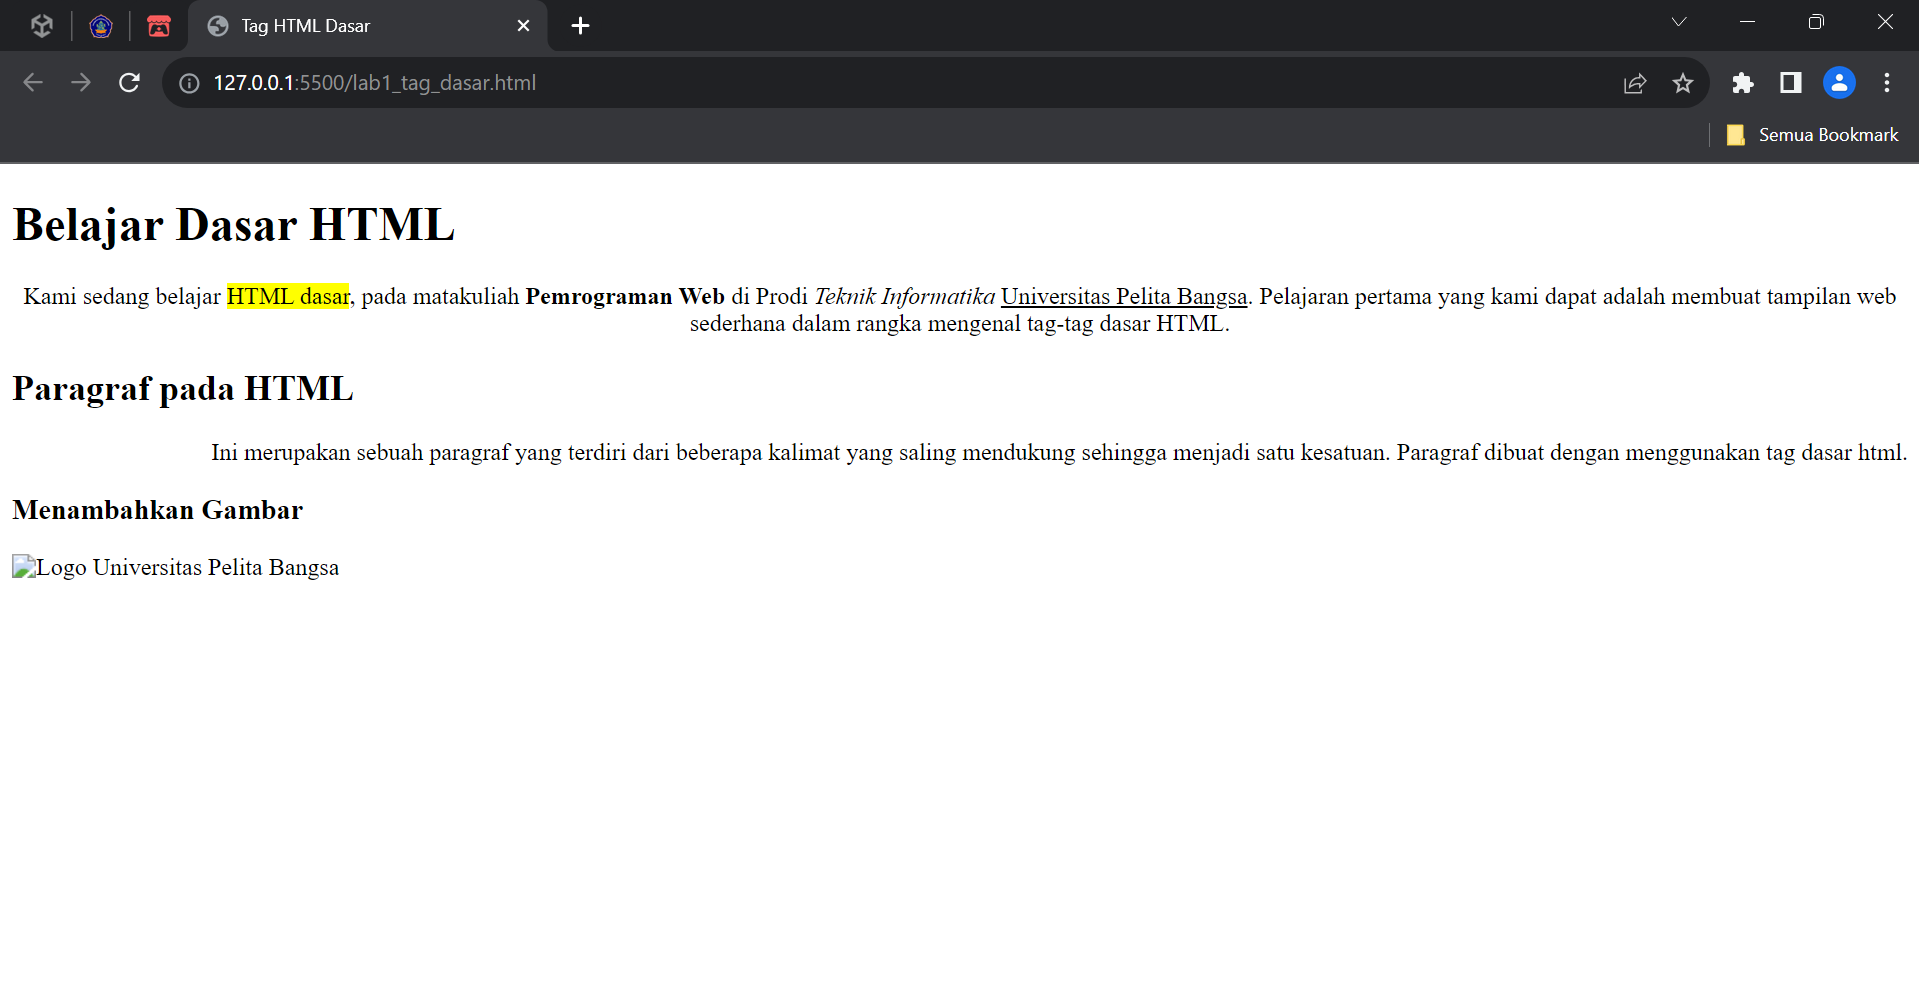 Tag HTML Dasar
127.0.0.1:5500/lab1_tag_dasar.html
Semua Bookmark
Belajar Dasar HTML
Kami sedang belajar HTML dasar, pada matakuliah Pemrograman Web di Prodi Teknik Informatika Universitas Pelita Bangsa. Pelajaran pertama yang kami dapat adalah membuat tampilan web
sederhana dalam rangka mengenal tag-tag dasar HTML.
Paragraf pada HTML
Ini merupakan sebuah paragraf yang terdiri dari beberapa kalimat yang saling mendukung sehingga menjadi satu kesatuan. Paragraf dibuat dengan menggunakan tag dasar html.
Menambahkan Gambar
Logo Universitas Pelita Bangsa